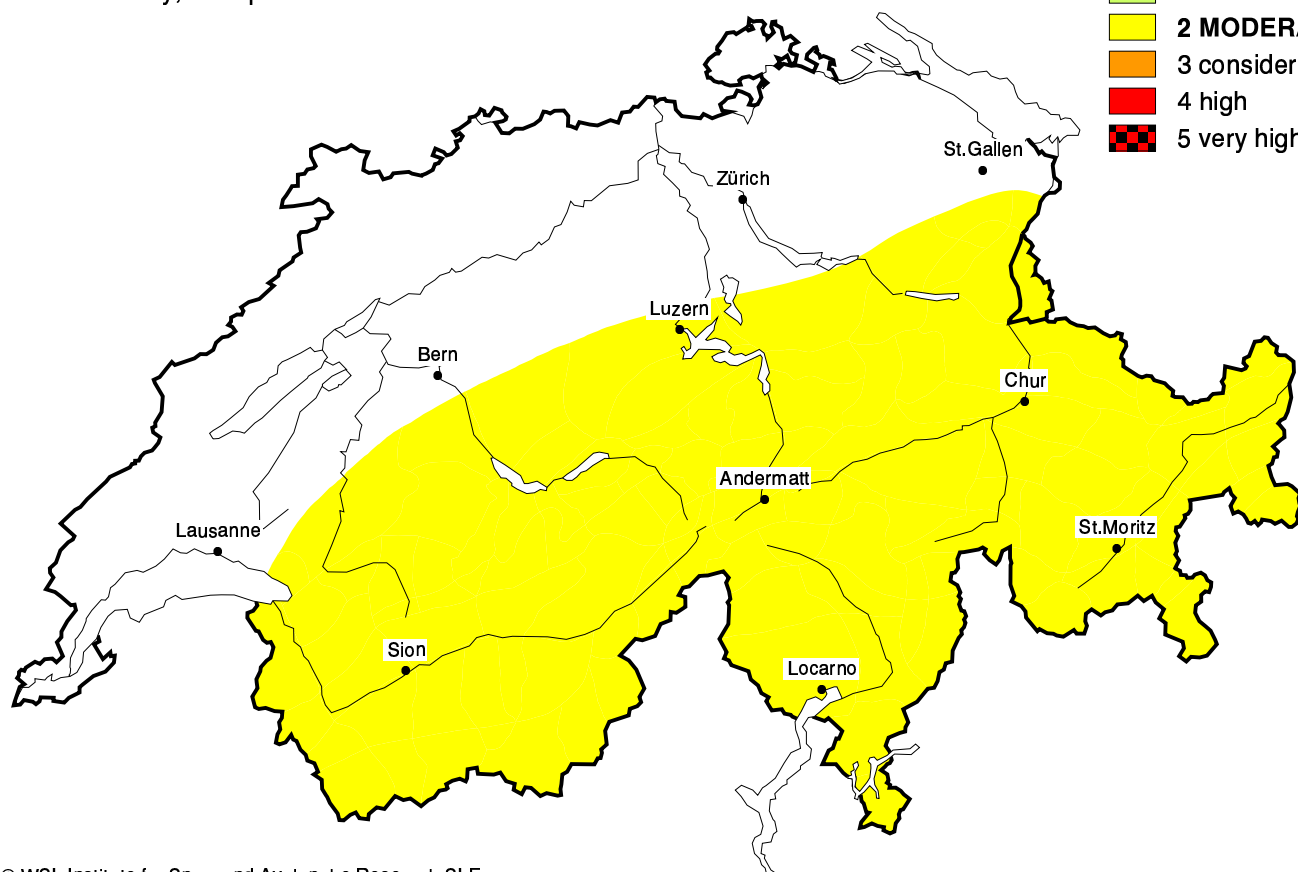 2 MODERA
3 consider
4 high
5 very high
St.Gallen
Zürich
Luzern
Bern
Chur
Andermatt
Lausanne
St.Moritz
Sion
Locarno